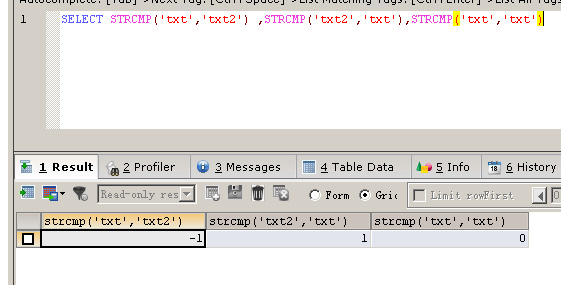 Autocomplete: [Tab]->Next Tag. [Ctrl+Space]->List Matching Tags. [Ctrl+Enter]->List All Tags
1 SELECT STRCMP('txt','txt2') ,STRCMP('txt2','txt'),STRCMP('txt','txt')
1 Result 2 Profiler 3 Messages 4 Table Data 5 Info 6 History
Read-only res Form Gric Limit rowFirst 0
strcmp('txt','txt2') strcmp('txt2','txt') strcmp('txt','txt')
-1 1 0